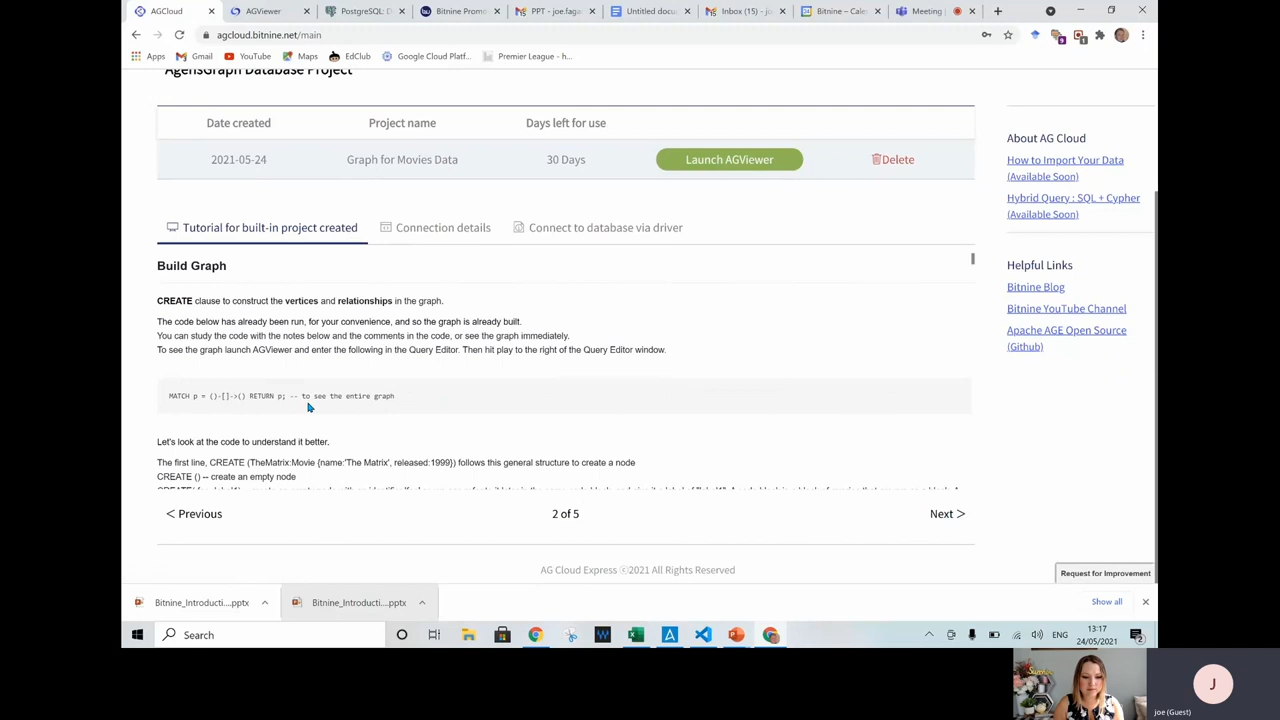 AGCloud
AGViewer
PostgreSQL: D
Bitnine Promo
PPT - joe.faga
Untitled docu
Inbox (15) - jo
Bitnine – Cale
Meeting |
agcloud.bitnine.net/main
Apps
Gmail
YouTube
Maps
EdClub
Google Cloud Platf...
Premier League - h...
AgensGraph Database Project
Date created
Project name
Days left for use
2021-05-24
Graph for Movies Data
30 Days
Launch AGViewer
Delete
About AG Cloud
How to Import Your Data
(Available Soon)
Hybrid Query : SQL + Cypher
(Available Soon)
Tutorial for built-in project created
Connection details
Connect to database via driver
Build Graph
Helpful Links
Bitnine Blog
Bitnine YouTube Channel
Apache AGE Open Source
(Github)
CREATE clause to construct the vertices and relationships in the graph.
The code below has already been run, for your convenience, and so the graph is already built.
You can study the code with the notes below and the comments in the code, or see the graph immediately.
To see the graph launch AGViewer and enter the following in the Query Editor. Then hit play to the right of the Query Editor window.
MATCH p = ()-[]->() RETURN p; -- to see the entire graph
Let's look at the code to understand it better.
The first line, CREATE (TheMatrix:Movie {name:'The Matrix', released:1999}) follows this general structure to create a node
CREATE () -- create an empty node
< Previous
2 of 5
Next >
AG Cloud Express ©2021 All Rights Reserved
Request for Improvement
Bitnine_Introducti....pptx
Bitnine_Introducti....pptx
Show all
Search
ENG
13:17
24/05/2021
J
joe (Guest)